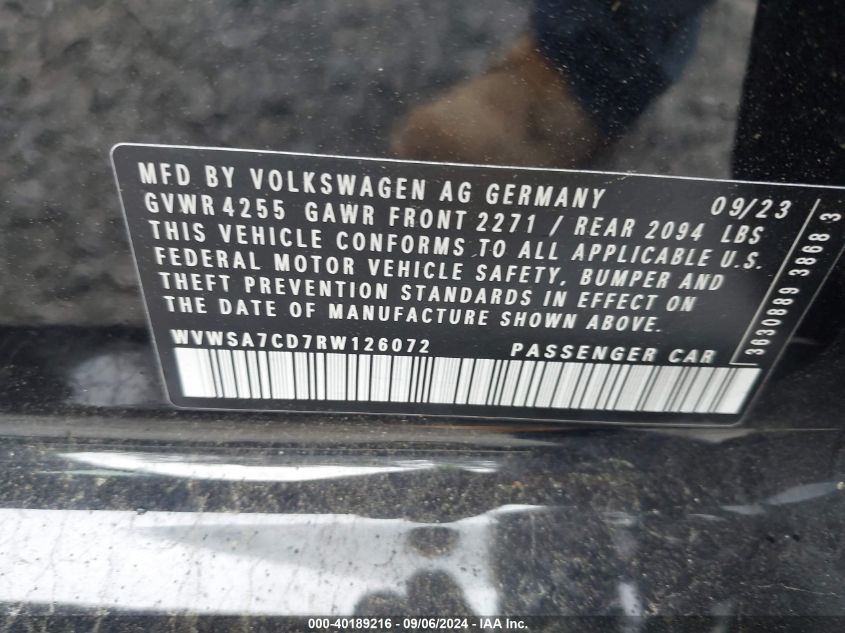 MFD BY VOLKSWAGEN AG GERMANY 09/23
GVWR 4255 GAWR FRONT 2271 / REAR 2094 LBS
THIS VEHICLE CONFORMS TO ALL APPLICABLE U.S.
FEDERAL MOTOR VEHICLE SAFETY, BUMPER AND
THEFT PREVENTION STANDARDS IN EFFECT ON
THE DATE OF MANUFACTURE SHOWN ABOVE.
WVWSA7CD7RW126072 PASSENGER CAR
3630889 3868 3
000-40189216 - 09/06/2024 - IAA Inc.